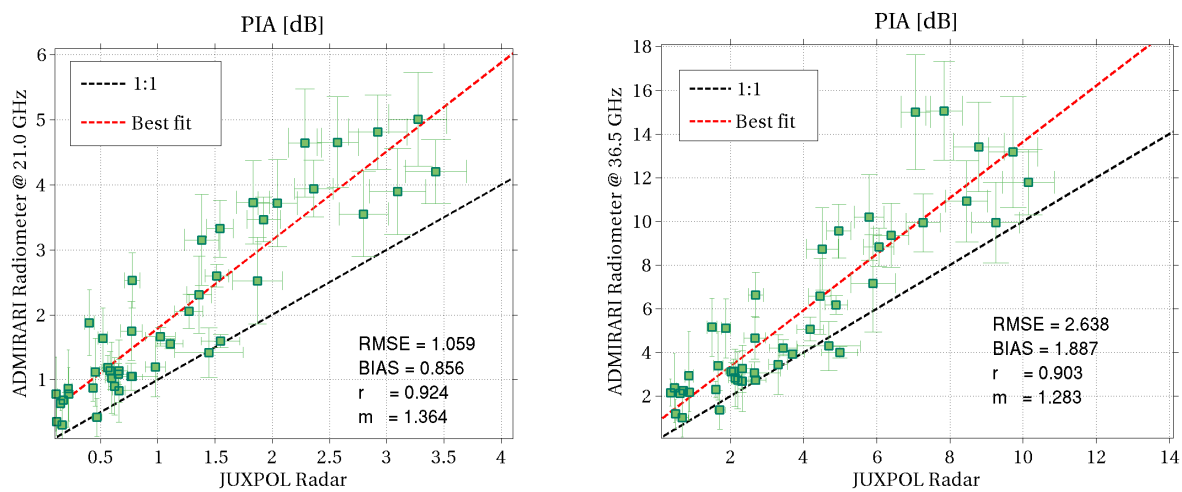 PIA [dB]
ADMIRARI Radiometer @ 21.0 GHz
6
5
4
3
2
1
1:1
Best fit
RMSE = 1.059
BIAS = 0.856
r = 0.924
m = 1.364
0.5 1 1.5 2 2.5 3 3.5 4
JUXPOL Radar
PIA [dB]
ADMIRARI Radiometer @ 36.5 GHz
18
16
14
12
10
8
6
4
2
1:1
Best fit
RMSE = 2.638
BIAS = 1.887
r = 0.903
m = 1.283
2 4 6 8 10 12 14
JUXPOL Radar